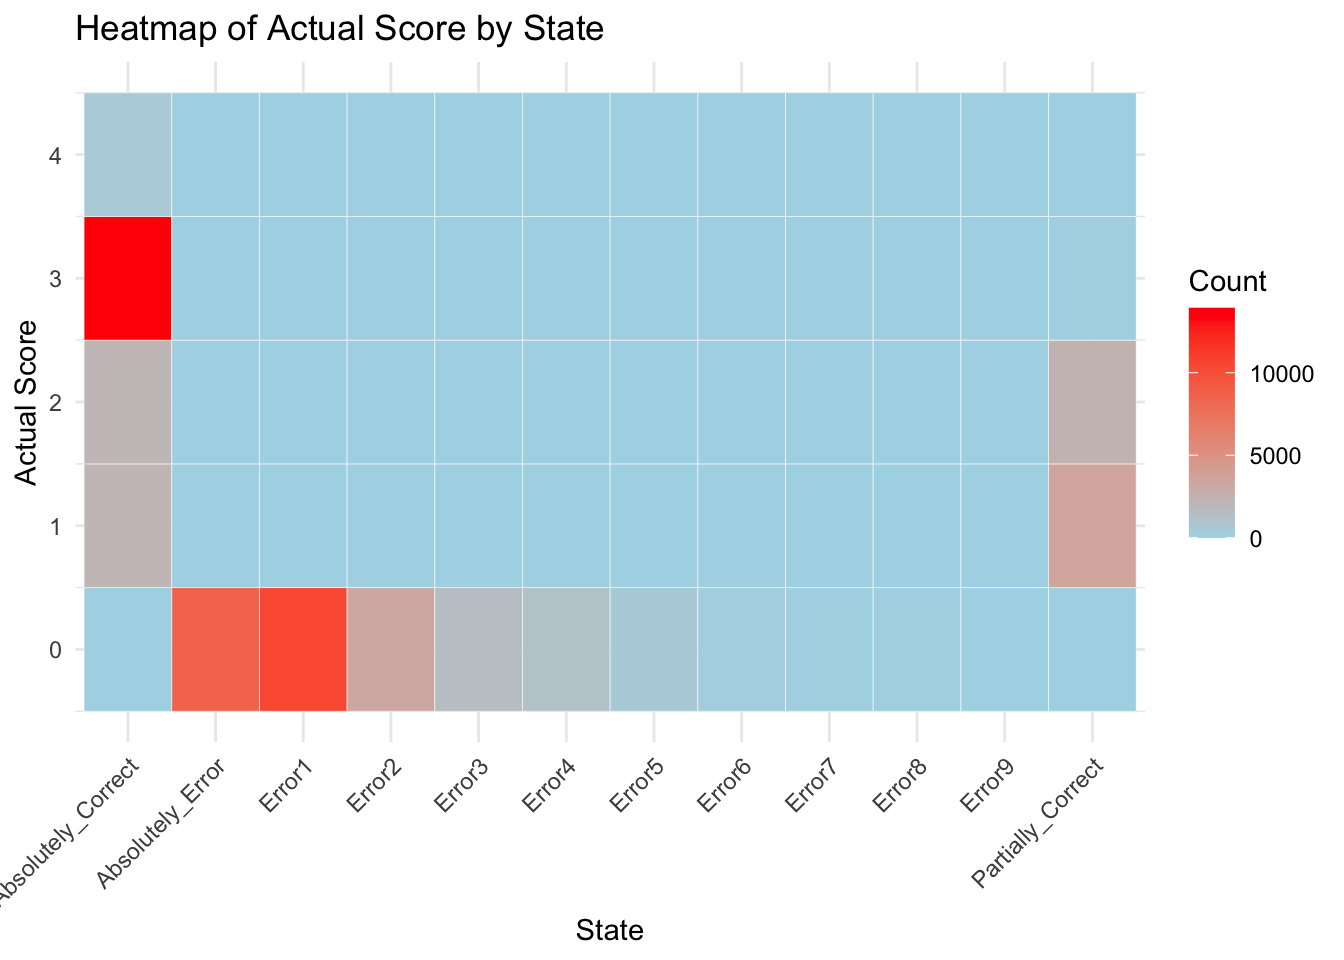 Heatmap of Actual Score by State
Actual Score
4
3
2
1
0
Absolutely_Correct
Absolutely_Error
Error1
Error2
Error3
Error4
Error5
Error6
Error7
Error8
Error9
Partially_Correct
State
Count
10000
5000
0